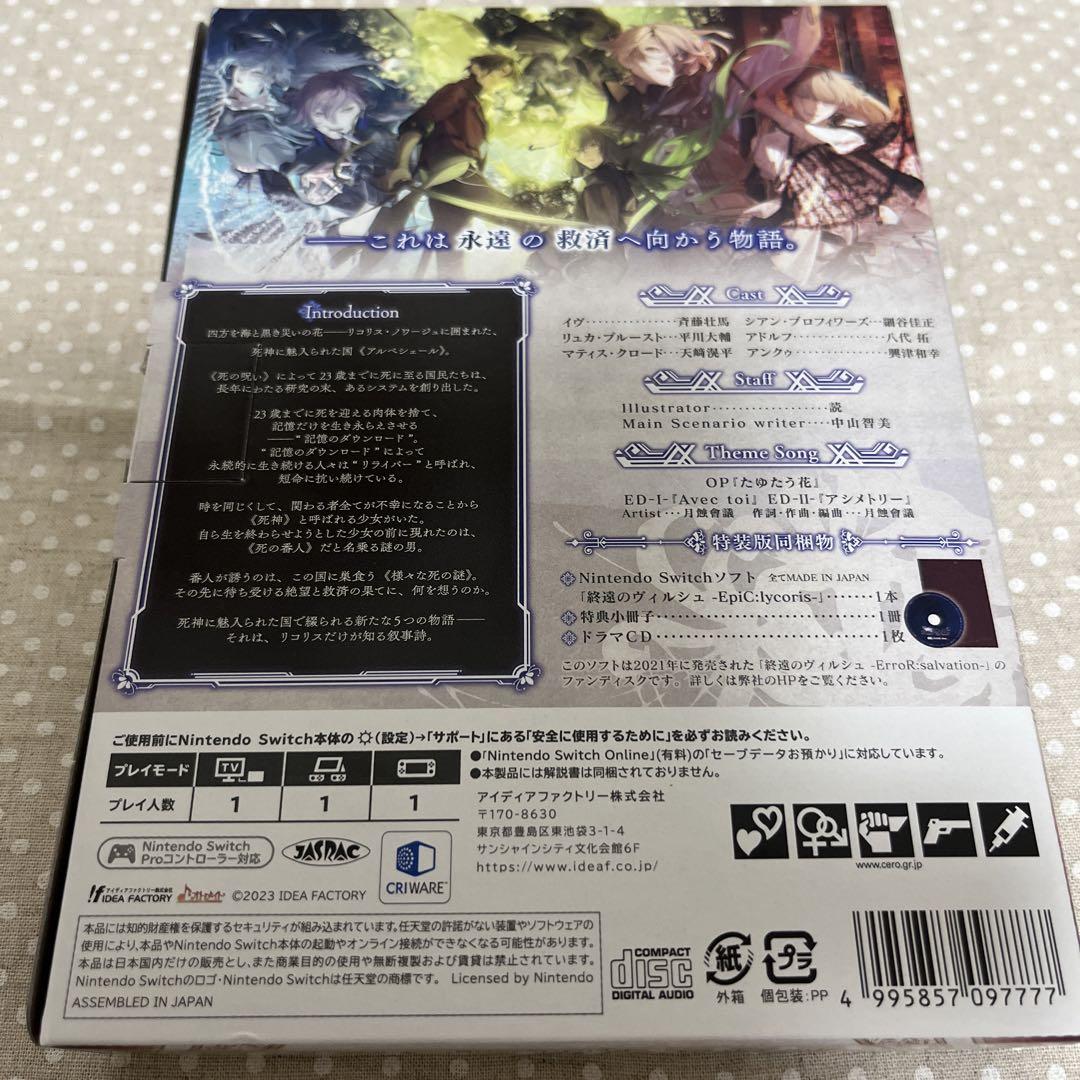 ——これは永遠の救済へ向かう物語。
Introduction
四方を海と黒き災いの花——リコリス・ノワージュに囲まれた、
死神に魅入られた国《アルペシェール》。
《死の呪い》によって23歳までに死に至る国民たちは、
長年にわたる研究の末、あるシステムを創り出した。
23歳までに死を迎える肉体を捨て、
記憶だけを生き永らえさせる
——“記憶のダウンロード”。
“記憶のダウンロード”によって
永続的に生き続ける人々は“リライバー”と呼ばれ、
短命に抗い続けている。
時を同じくして、関わる者全てが不幸になることから
《死神》と呼ばれる少女がいた。
自ら生を終わらせようとした少女の前に現れたのは、
《死の番人》だと名乗る謎の男。
番人が誘うのは、この国に巣食う《様々な死の謎》。
その先に待ち受ける絶望と救済の果てに、何を想うのか。
死神に魅入られた国で綴られる新たな5つの物語——
それは、リコリスだけが知る叙事詩。
Cast
イヴ・・・・・・・・・・・・・・斉藤壮馬 シアン・ブロフィワーズ・・・細谷佳正
リュカ・プルースト・・・平川大輔 アドルフ・・・・・・・・・・・八代 拓
マティス・クロード・・・天﨑滉平 アンクゥ・・・・・・・・・・・興津和幸
Staff
Illustrator・・・・・・・・・・・・・・・・・・読
Main Scenario writer・・・・中山智美
Theme Song
OP『たゆたう花』
ED-I-『Avec toi』 ED-II-『アシメトリー』
Artist・・・月蝕會議 作詞・作曲・編曲・・・月蝕會議
特装版同梱物
Nintendo Switchソフト 全てMADE IN JAPAN
「終遠のヴィルシュ -EpiC:lycoris-」・・・・・・・1本
特典小冊子・・・・・・・・・・・・・・・・・・・・・・・・・・1冊
ドラマCD・・・・・・・・・・・・・・・・・・・・・・・・・・・1枚
このソフトは2021年に発売された「終遠のヴィルシュ -ErroR:salvation-」の
ファンディスクです。詳しくは弊社のHPをご覧ください。
ご使用前にNintendo Switch本体の(設定)→「サポート」にある「安全に使用するために」を必ずお読みください。
プレイモード TV
プレイ人数 1 1 1
●「Nintendo Switch Online」(有料)の「セーブデータお預かり」に対応しています。
●本製品には解説書は同梱されておりません。
アイディアファクトリー株式会社
〒170-8630
東京都豊島区東池袋3-1-4
サンシャインシティ文化会館6F
https://www.ideaf.co.jp/
www.cero.gr.jp
Nintendo Switch
Proコントローラー対応
JASRAC
CRIWARE
アイディアファクトリー株式会社
IDEA FACTORY
オトメイト
©2023 IDEA FACTORY
本品には知的財産権を保護するセキュリティが組み込まれています。任天堂の許諾がない装置やソフトウェアの
使用により、本品やNintendo Switch本体の起動やオンライン接続ができなくなる可能性があります。
本品は日本国内だけの販売とし、また商業目的の使用や無断複製および賃貸は禁止されています。
Nintendo Switchのロゴ・Nintendo Switchは任天堂の商標です。 Licensed by Nintendo
ASSEMBLED IN JAPAN
COMPACT
disc
DIGITAL AUDIO
紙
外箱
プラ
個包装:PP
4 995857 097777